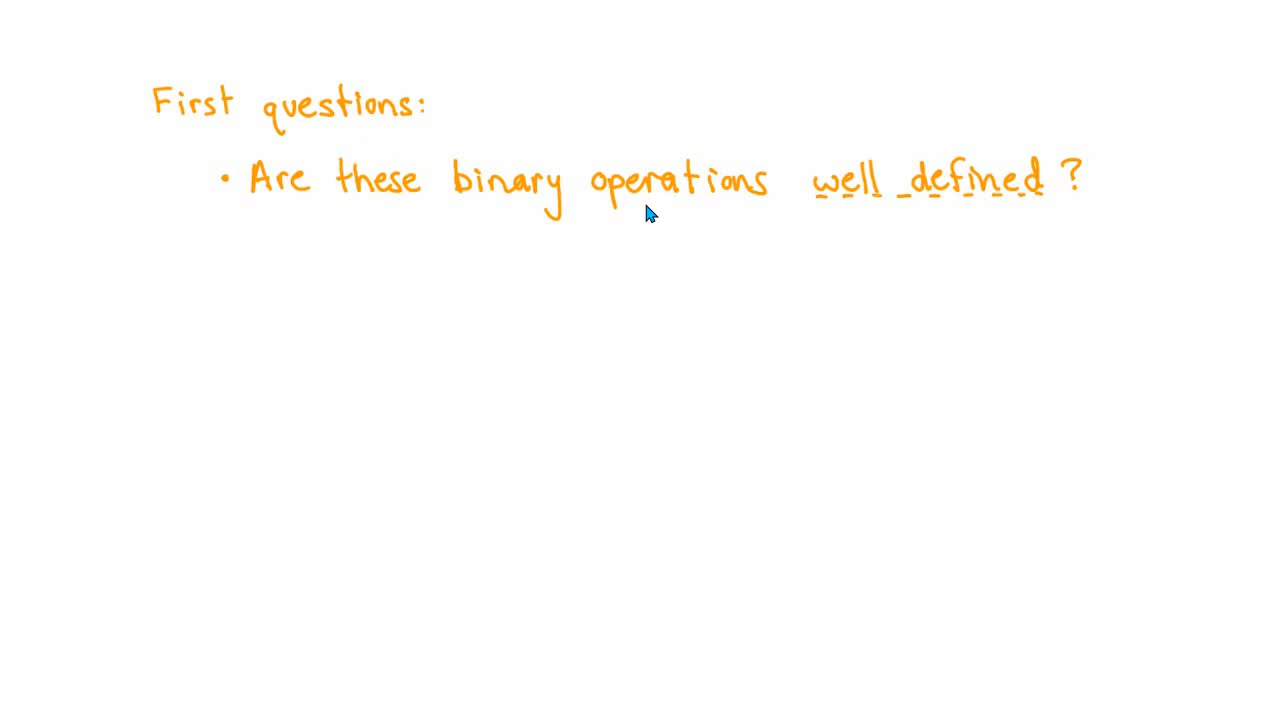 First questions:
• Are these binary operations well defined?